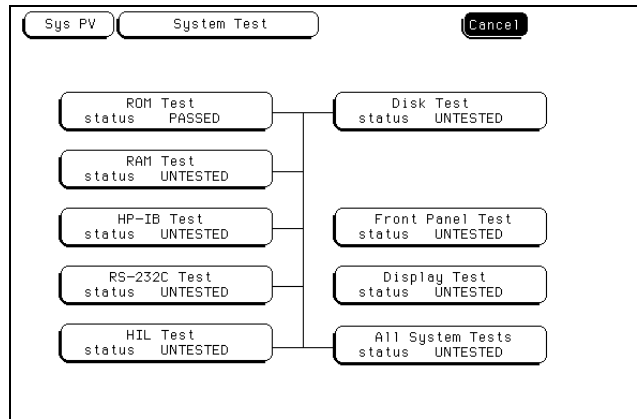 Sys PV System Test Cancel
ROM Test
status PASSED
Disk Test
status UNTESTED
RAM Test
status UNTESTED
HP-IB Test
status UNTESTED
Front Panel Test
status UNTESTED
RS-232C Test
status UNTESTED
Display Test
status UNTESTED
HIL Test
status UNTESTED
All System Tests
status UNTESTED